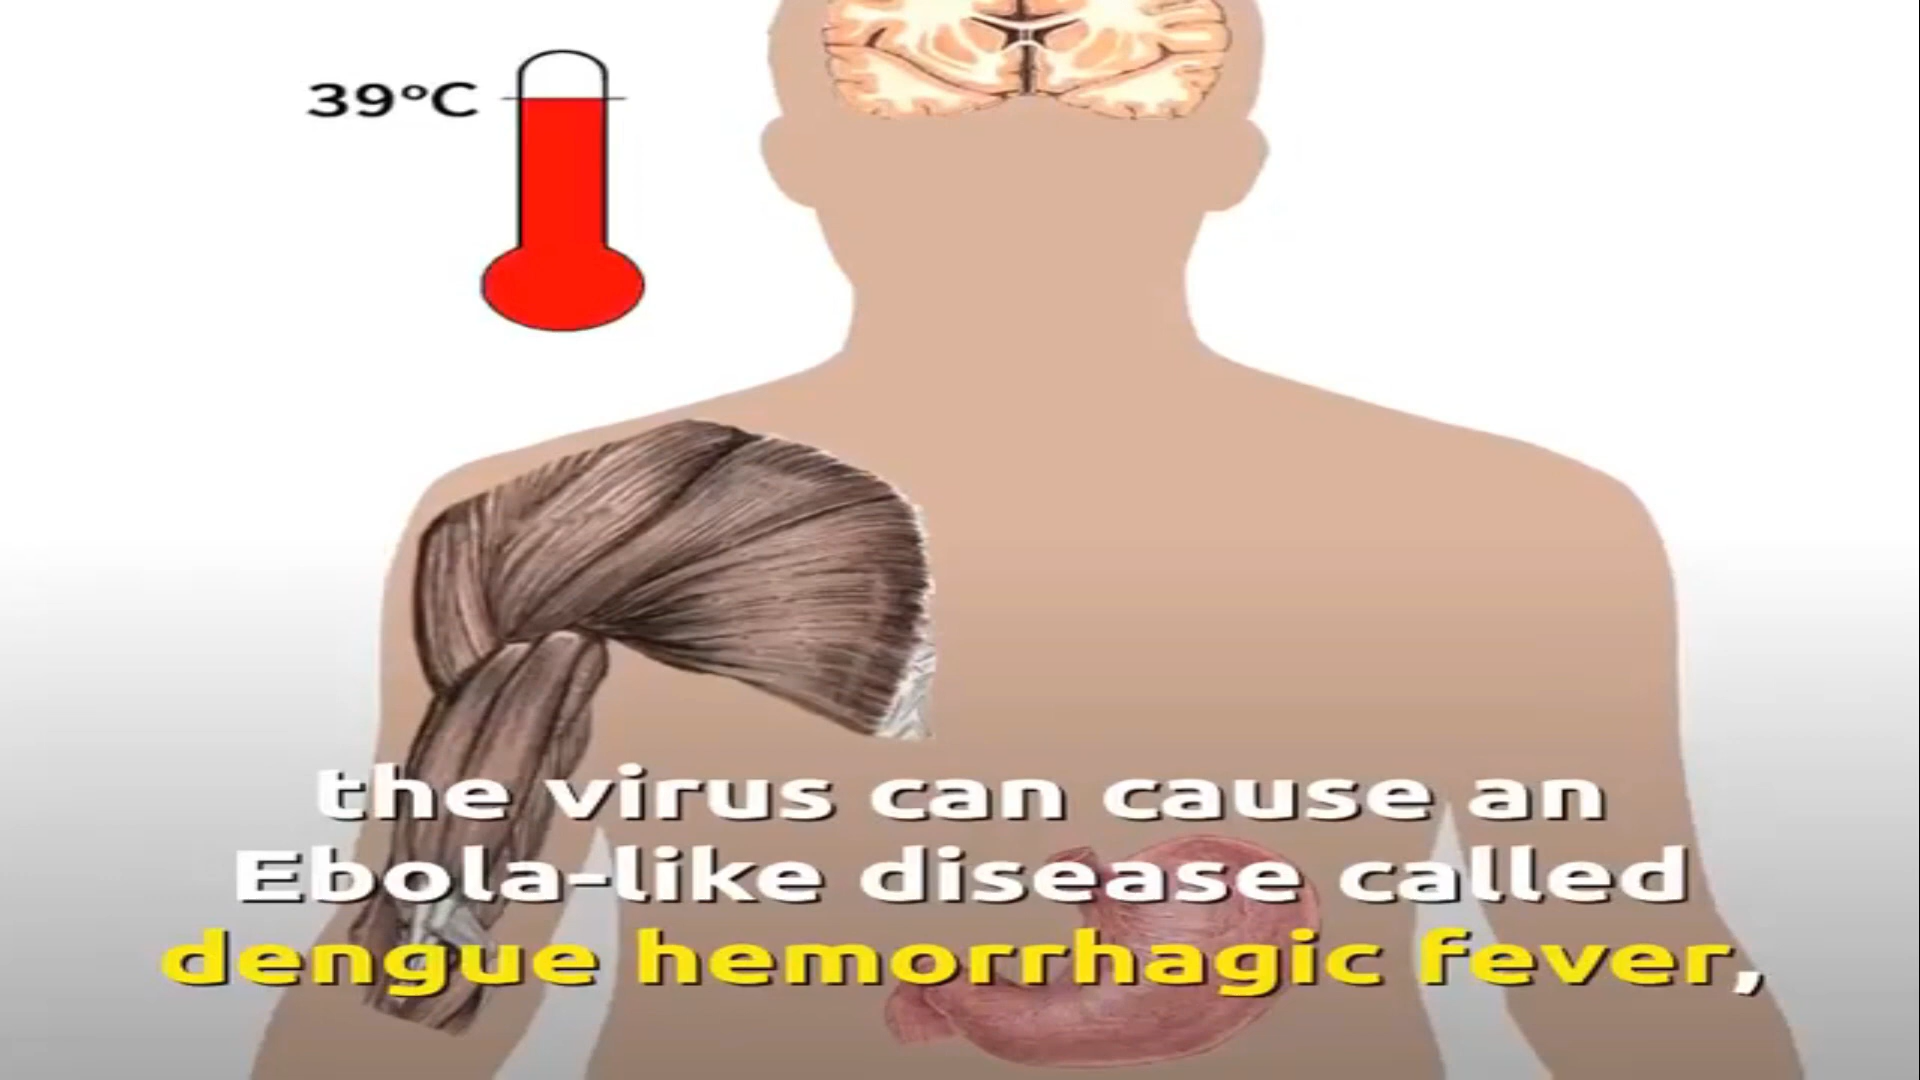 39°C
the virus can cause an
Ebola-like disease called
dengue hemorrhagic fever,